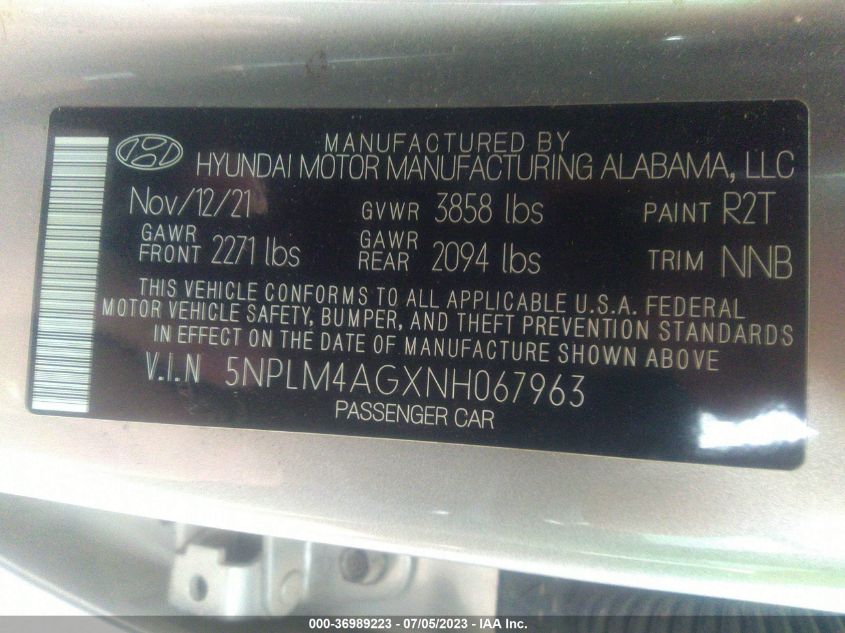 MANUFACTURED BY
HYUNDAI MOTOR MANUFACTURING ALABAMA, LLC
Nov/12/21 GVWR 3858 lbs PAINT R2T
GAWR FRONT 2271 lbs GAWR REAR 2094 lbs TRIM NNB
THIS VEHICLE CONFORMS TO ALL APPLICABLE U.S.A. FEDERAL
MOTOR VEHICLE SAFETY, BUMPER, AND THEFT PREVENTION STANDARDS
IN EFFECT ON THE DATE OF MANUFACTURE SHOWN ABOVE
V.I.N 5NPLM4AGXNH067963
PASSENGER CAR
000-36989223 - 07/05/2023 - IAA Inc.